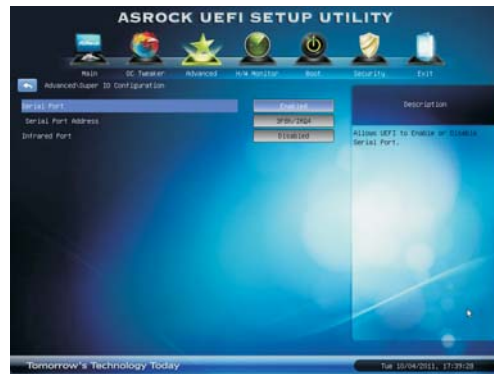 ASROCK UEFI SETUP UTILITY
Main OC Tweaker Advanced H/W Monitor Boot Security Exit
Advanced\Super IO Configuration
Serial Port Enabled
Serial Port Address 3F8h/IRQ4
Infrared Port Disabled
Description
Allows UEFI to Enable or Disable
Serial Port.
Tomorrow's Technology Today
Tue 10/04/2011, 17:39:28